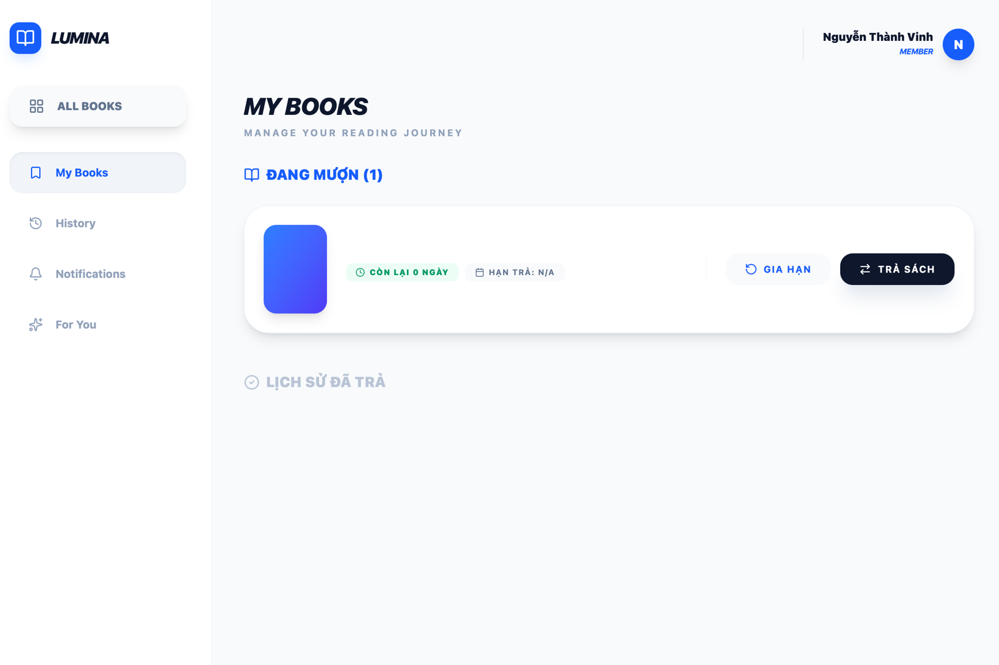 LUMINA
ALL BOOKS
My Books
History
Notifications
For You
Nguyễn Thành Vinh
MEMBER
N
MY BOOKS
MANAGE YOUR READING JOURNEY
ĐANG MƯỢN (1)
CÒN LẠI 0 NGÀY
HẠN TRẢ: N/A
GIA HẠN
TRẢ SÁCH
LỊCH SỬ ĐÃ TRẢ